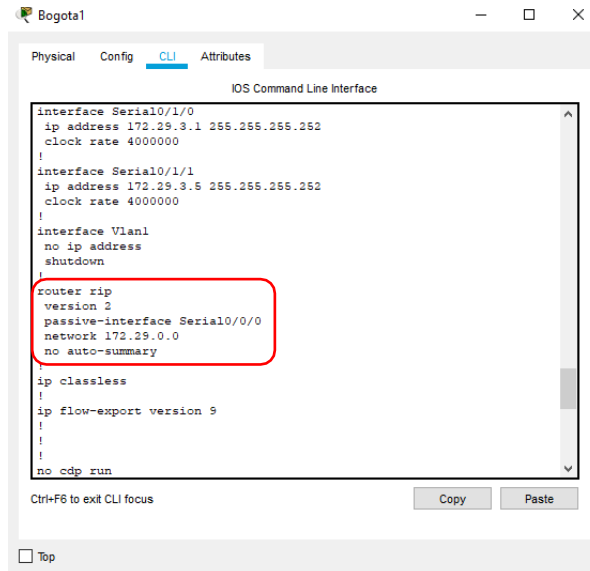 Bogota1
Physical Config CLI Attributes
IOS Command Line Interface
interface Serial0/1/0
ip address 172.29.3.1 255.255.255.252
clock rate 4000000
!
interface Serial0/1/1
ip address 172.29.3.5 255.255.255.252
clock rate 4000000
!
interface Vlan1
no ip address
shutdown
!
router rip
version 2
passive-interface Serial0/0/0
network 172.29.0.0
no auto-summary
!
ip classless
!
ip flow-export version 9
!
!
!
no cdp run
Ctrl+F6 to exit CLI focus
Copy Paste
Top